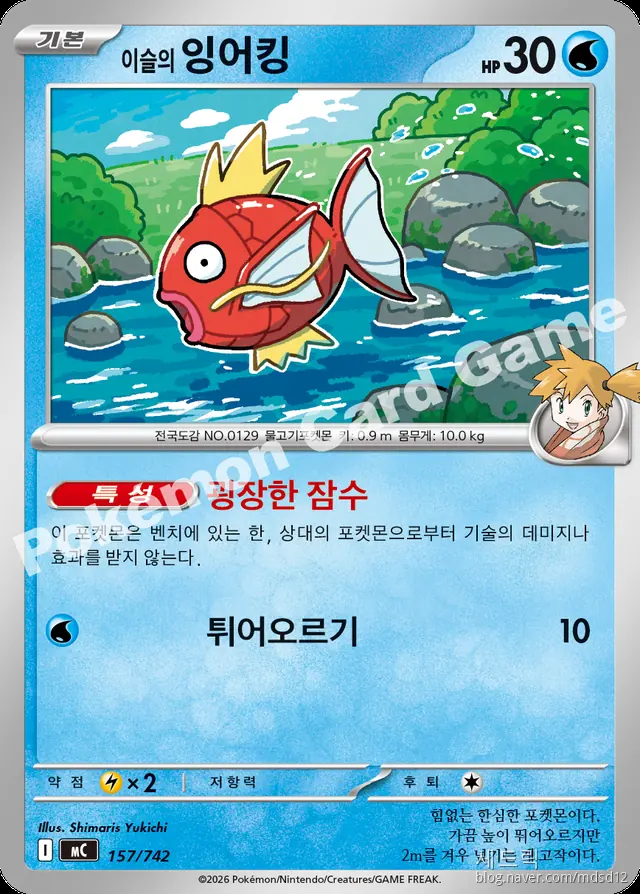 기본
이슬의 잉어킹
HP 30
Pokémon Card Game
전국도감 NO.0129 물고기포켓몬 키: 0.9 m 몸무게: 10.0 kg
특성 굉장한 잠수
이 포켓몬은 벤치에 있는 한, 상대의 포켓몬으로부터 기술의 데미지나
효과를 받지 않는다.
튀어오르기 10
약점 ×2 저항력 후퇴
Illus. Shimaris Yukichi
힘없는 한심한 포켓몬이다.
가끔 높이 뛰어오르지만
2m를 겨우 넘기는 게 고작이다.
I MC 157/742
©2026 Pokémon/Nintendo/Creatures/GAME FREAK.
blog.naver.com/mdsd12